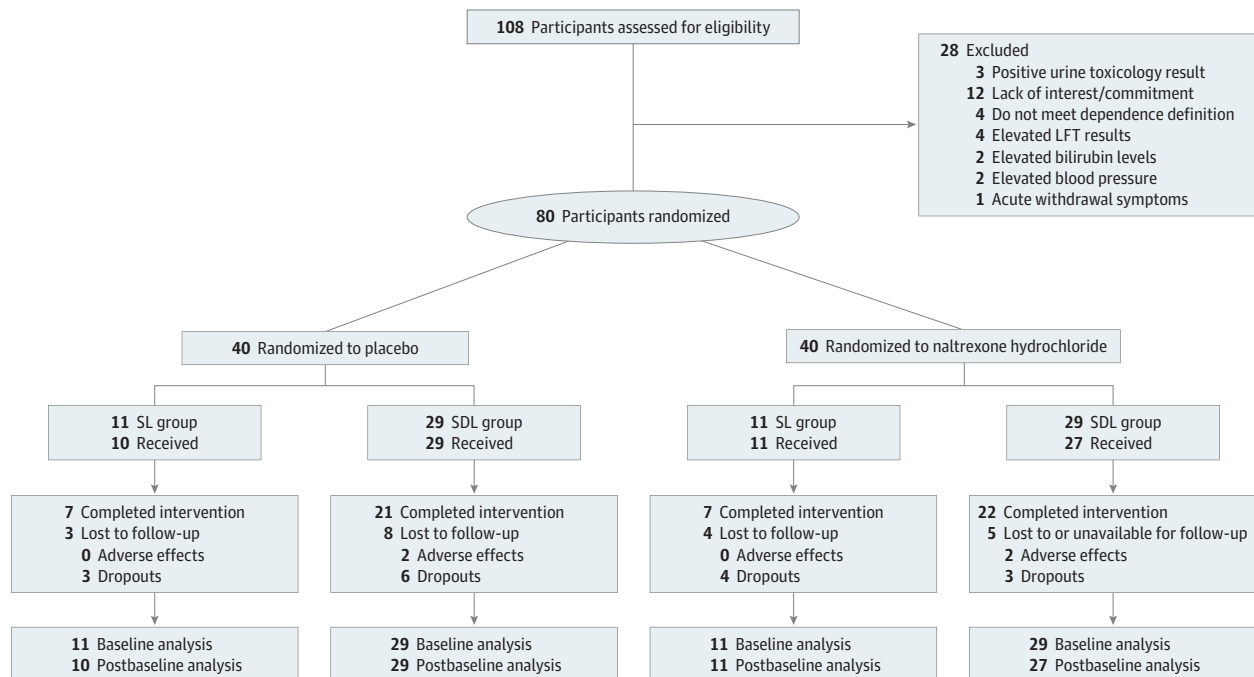 108 Participants assessed for eligibility
28 Excluded
3 Positive urine toxicology result
12 Lack of interest/commitment
4 Do not meet dependence definition
4 Elevated LFT results
2 Elevated bilirubin levels
2 Elevated blood pressure
1 Acute withdrawal symptoms
80 Participants randomized
40 Randomized to placebo
40 Randomized to naltrexone hydrochloride
11 SL group
10 Received
29 SDL group
29 Received
11 SL group
11 Received
29 SDL group
27 Received
7 Completed intervention
3 Lost to follow-up
0 Adverse effects
3 Dropouts
21 Completed intervention
8 Lost to follow-up
2 Adverse effects
6 Dropouts
7 Completed intervention
4 Lost to follow-up
0 Adverse effects
4 Dropouts
22 Completed intervention
5 Lost to or unavailable for follow-up
2 Adverse effects
3 Dropouts
11 Baseline analysis
10 Postbaseline analysis
29 Baseline analysis
29 Postbaseline analysis
11 Baseline analysis
11 Postbaseline analysis
29 Baseline analysis
27 Postbaseline analysis